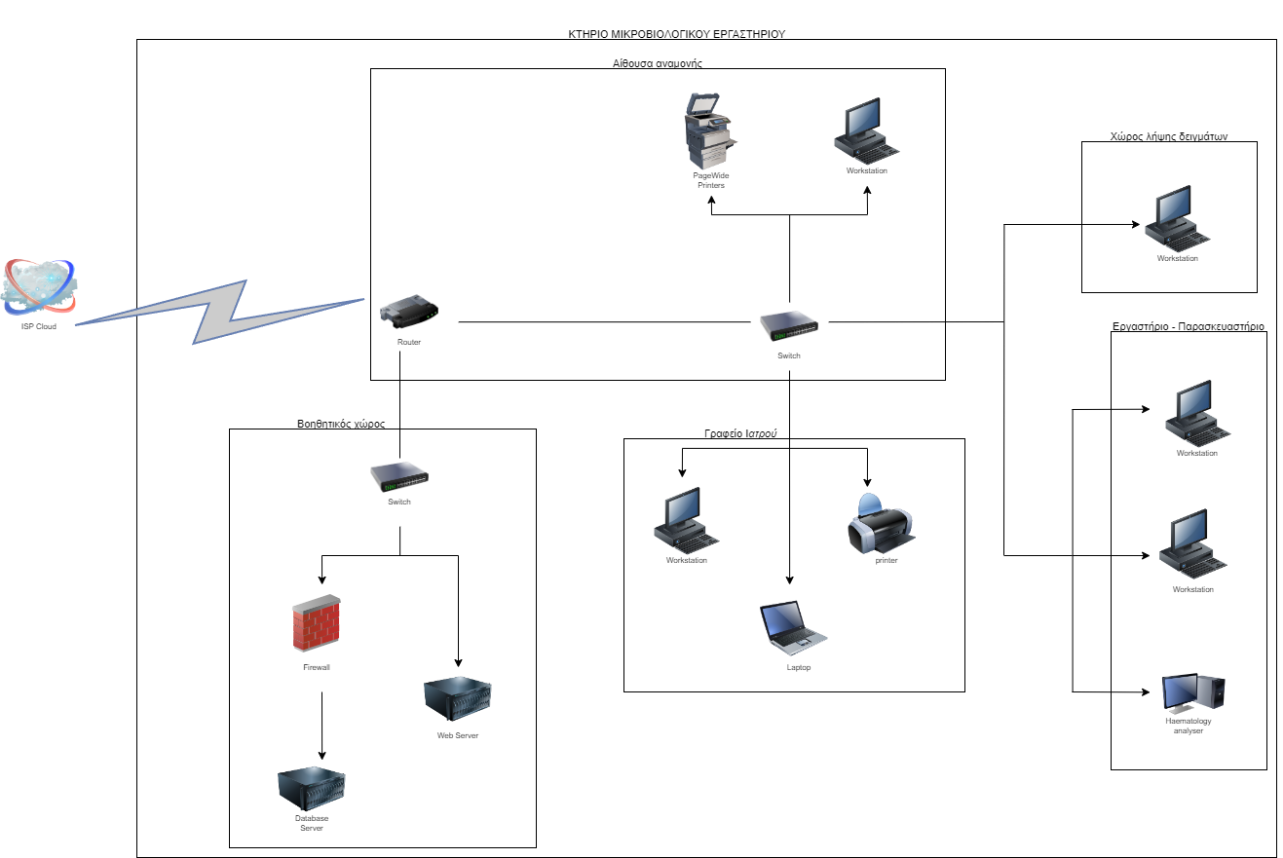 ΚΤΗΡΙΟ ΜΙΚΡΟΒΙΟΛΟΓΙΚΟΥ ΕΡΓΑΣΤΗΡΙΟΥ
Αίθουσα αναμονής
PageWide
Printers
Workstation
Χώρος λήψης δειγμάτων
Workstation
ISP Cloud
Router
Switch
Εργαστήριο - Παρασκευαστήριο
Workstation
Workstation
Haematology
analyser
Βοηθητικός χώρος
Switch
Firewall
Web Server
Database
Server
Γραφείο Ιατρού
Workstation
printer
Laptop